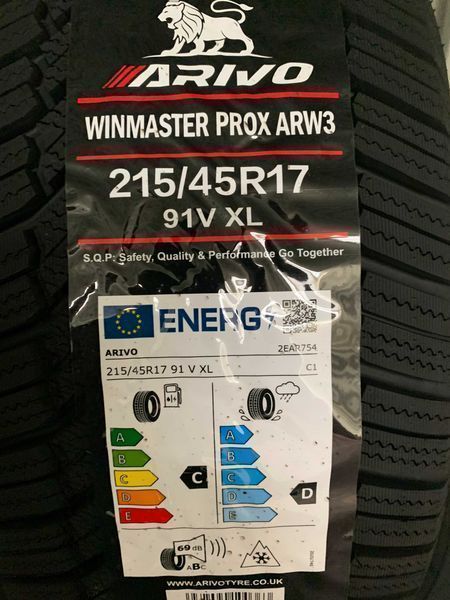 ARIVO
WINMASTER PROX ARW3
215/45R17
91V XL
S.Q.P: Safety, Quality & Performance Go Together
ENERG
ARIVO 2EAR754
215/45R17 91 V XL C1
A A
B B
C C C
D D D
E E
69 dB
ABC
WWW.ARIVOTYRE.CO.UK